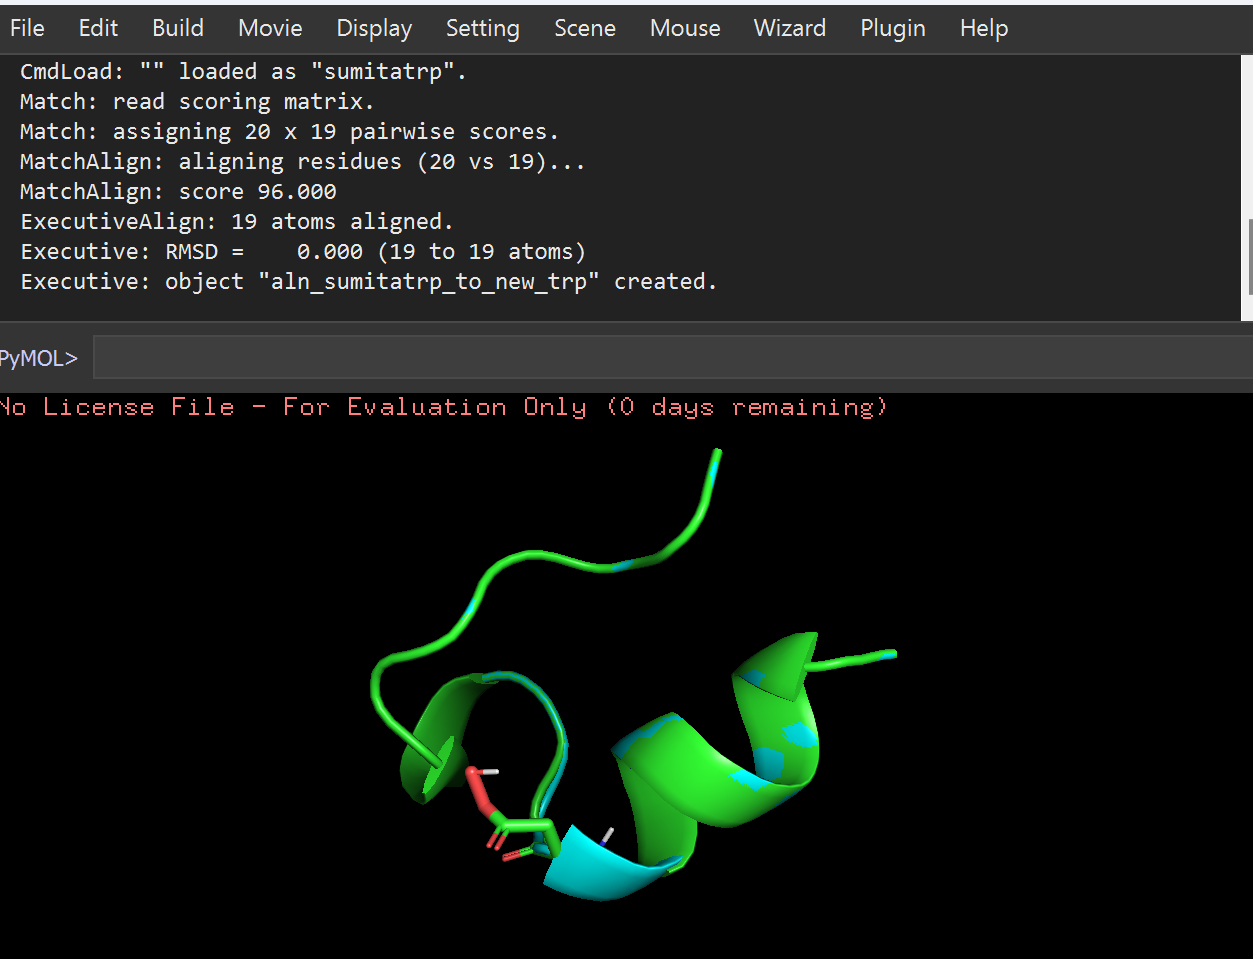 File Edit Build Movie Display Setting Scene Mouse Wizard Plugin Help
CmdLoad: "" loaded as "sumitatrp".
Match: read scoring matrix.
Match: assigning 20 x 19 pairwise scores.
MatchAlign: aligning residues (20 vs 19)...
MatchAlign: score 96.000
ExecutiveAlign: 19 atoms aligned.
Executive: RMSD =    0.000 (19 to 19 atoms)
Executive: object "aln_sumitatrp_to_new_trp" created.
PyMOL>
No License File - For Evaluation Only (0 days remaining)